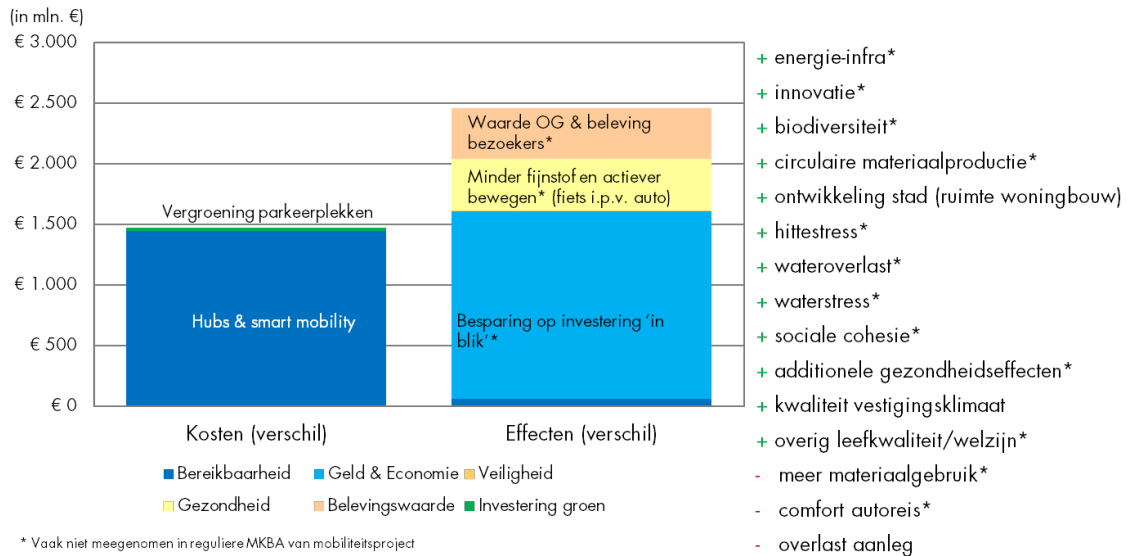 (in mln. €)
€ 3.000
€ 2.500
€ 2.000
€ 1.500
€ 1.000
€ 500
€ 0
Vergroening parkeerplekken
Hubs & smart mobility
Waarde OG & beleving
bezoekers*
Minder fijnstof en actiever
bewegen* (fiets i.p.v. auto)
Besparing op investering ‘in
blik’*
Kosten (verschil)
Effecten (verschil)
Bereikbaarheid
Geld & Economie
Veiligheid
Gezondheid
Belevingswaarde
Investering groen
* Vaak niet meegenomen in reguliere MKBA van mobiliteitsproject
+ energie-infra*
+ innovatie*
+ biodiversiteit*
+ circulaire materiaalproductie*
+ ontwikkeling stad (ruimte woningbouw)
+ hittestress*
+ wateroverlast*
+ waterstress*
+ sociale cohesie*
+ additionele gezondheidseffecten*
+ kwaliteit vestigingsklimaat
+ overig leefkwaliteit/welzijn*
- meer materiaalgebruik*
- comfort autoreis*
- overlast aanleg